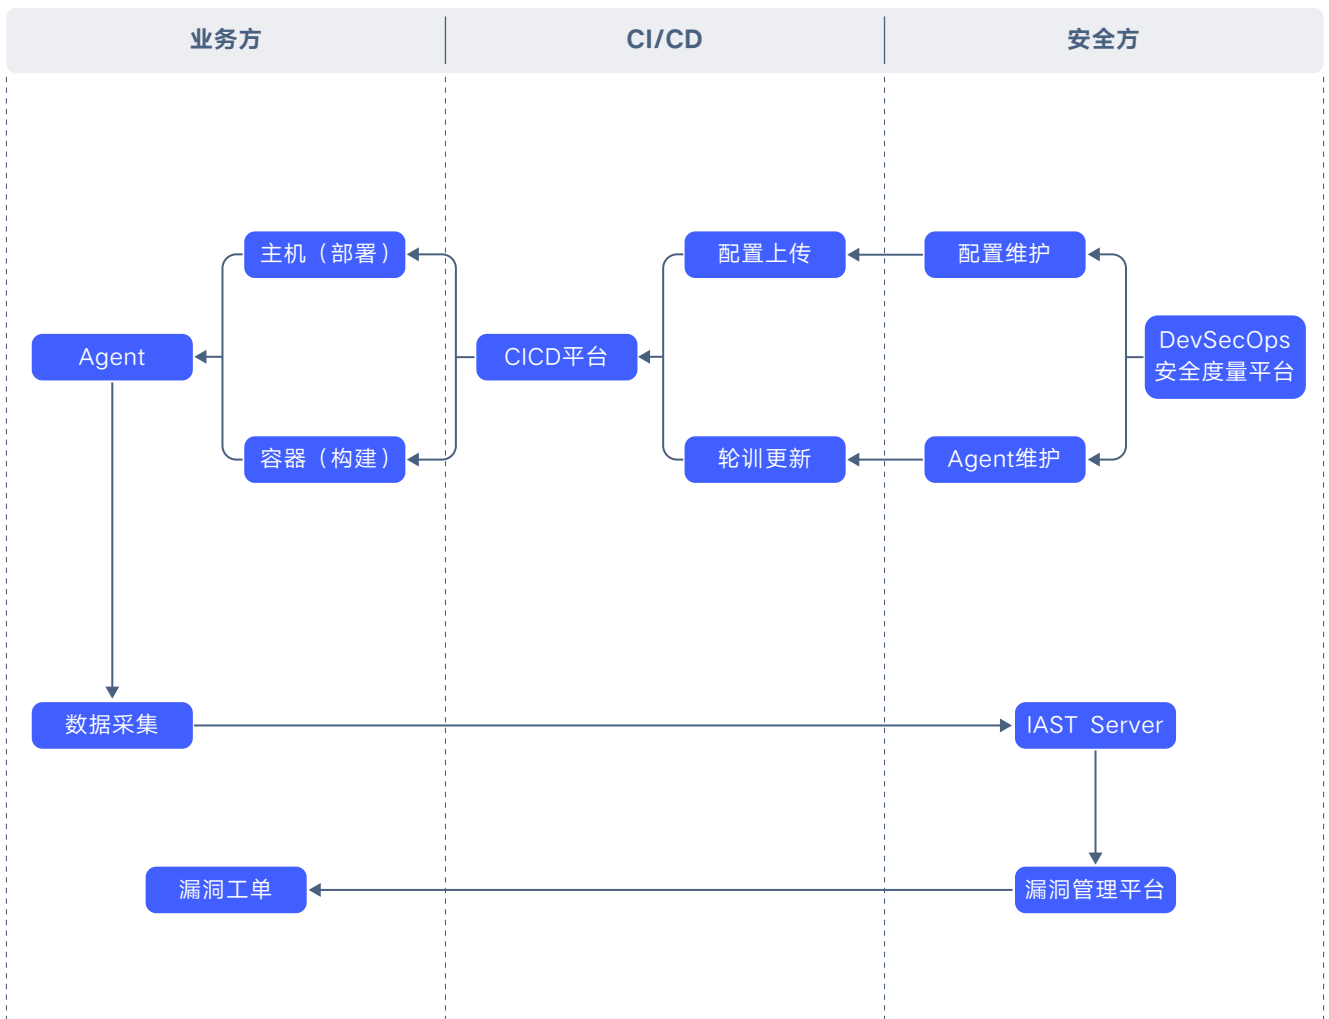 业务方
CI/CD
安全方
主机（部署）
配置上传
配置维护
Agent
CICD平台
DevSecOps
安全度量平台
容器（构建）
轮训更新
Agent维护
数据采集
IAST Server
漏洞工单
漏洞管理平台